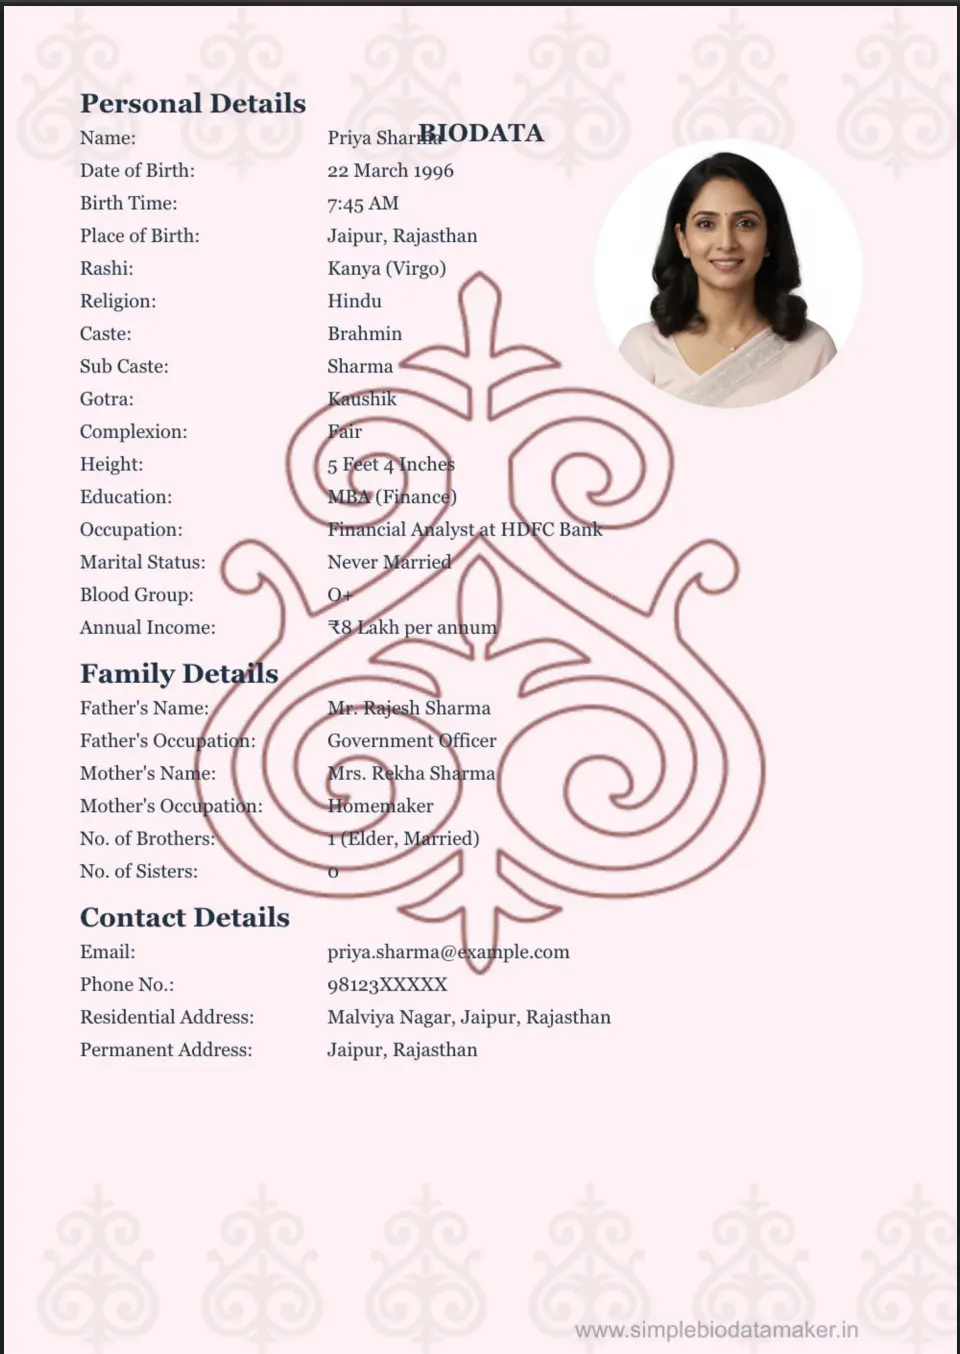 Personal Details
BIODATA
Name: Priya Sharma
Date of Birth: 22 March 1996
Birth Time: 7:45 AM
Place of Birth: Jaipur, Rajasthan
Rashi: Kanya (Virgo)
Religion: Hindu
Caste: Brahmin
Sub Caste: Sharma
Gotra: Kaushik
Complexion: Fair
Height: 5 Feet 4 Inches
Education: MBA (Finance)
Occupation: Financial Analyst at HDFC Bank
Marital Status: Never Married
Blood Group: O+
Annual Income: ₹8 Lakh per annum
Family Details
Father's Name: Mr. Rajesh Sharma
Father's Occupation: Government Officer
Mother's Name: Mrs. Rekha Sharma
Mother's Occupation: Homemaker
No. of Brothers: 1 (Elder, Married)
No. of Sisters: 0
Contact Details
Email: priya.sharma@example.com
Phone No.: 98123XXXXX
Residential Address: Malviya Nagar, Jaipur, Rajasthan
Permanent Address: Jaipur, Rajasthan
www.simplebiodatamaker.in